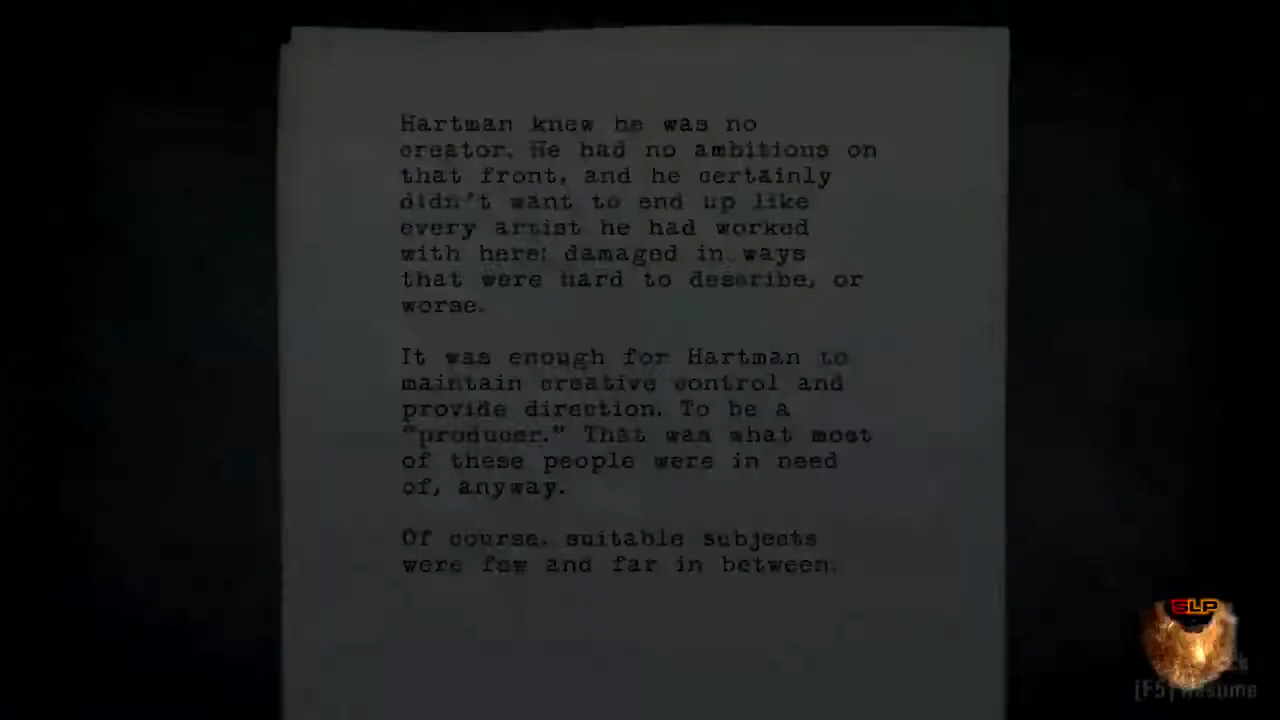 Hartman knew he was no
creator. He had no ambitions on
that front, and he certainly
didn't want to end up like
every artist he had worked
with here; damaged in ways
that were hard to describe, or
worse.
It was enough for Hartman to
maintain creative control and
provide direction. To be a
"producer." That was what most
of these people were in need
of, anyway.
Of course, suitable subjects
were few and far in between.
SLP
[F5] Resume